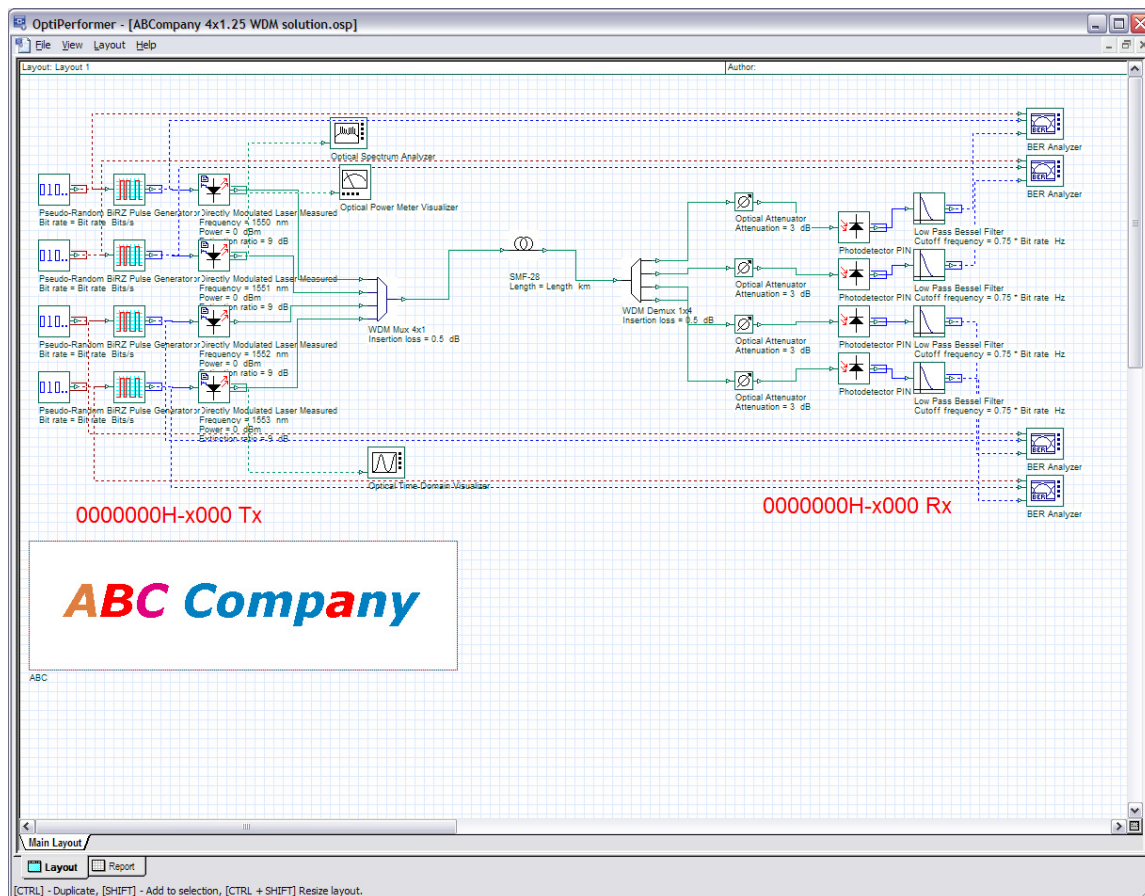 OptiPerformer - [ABCompany 4x1.25 WDM solution.osp]
File View Layout Help
Layout: Layout 1
Author:
Optical Spectrum Analyzer
Optical Power Meter Visualizer
BER Analyzer
BER Analyzer
010..
Pseudo-Random Bi
Bit rate = Bit rate Bits/s
RZ Pulse Generator
Directly Modulated Laser Measured
Frequency = 1550 nm
Power = 0 dBm
Extinction ratio = 9 dB
010..
Pseudo-Random Bi
Bit rate = Bit rate Bits/s
RZ Pulse Generator
Directly Modulated Laser Measured
Frequency = 1551 nm
Power = 0 dBm
Extinction ratio = 9 dB
010..
Pseudo-Random Bi
Bit rate = Bit rate Bits/s
RZ Pulse Generator
Directly Modulated Laser Measured
Frequency = 1552 nm
Power = 0 dBm
Extinction ratio = 9 dB
010..
Pseudo-Random Bi
Bit rate = Bit rate Bits/s
RZ Pulse Generator
Directly Modulated Laser Measured
Frequency = 1553 nm
Power = 0 dBm
Extinction ratio = 9 dB
WDM Mux 4x1
Insertion loss = 0.5 dB
SMF-28
Length = Length km
WDM Demux 1x4
Insertion loss = 0.5 dB
Optical Attenuator
Attenuation = 3 dB
Optical Attenuator
Attenuation = 3 dB
Optical Attenuator
Attenuation = 3 dB
Optical Attenuator
Attenuation = 3 dB
Photodetector PIN
Photodetector PIN
Photodetector PIN
Photodetector PIN
Low Pass Bessel Filter
Cutoff frequency = 0.75 * Bit rate Hz
Low Pass Bessel Filter
Cutoff frequency = 0.75 * Bit rate Hz
Low Pass Bessel Filter
Cutoff frequency = 0.75 * Bit rate Hz
Low Pass Bessel Filter
Cutoff frequency = 0.75 * Bit rate Hz
BER Analyzer
BER Analyzer
Optical Time Domain Visualizer
0000000H-x000 Tx
0000000H-x000 Rx
ABC Company
ABC
Main Layout
Layout Report
[CTRL] - Duplicate, [SHIFT] - Add to selection, [CTRL + SHIFT] Resize layout.